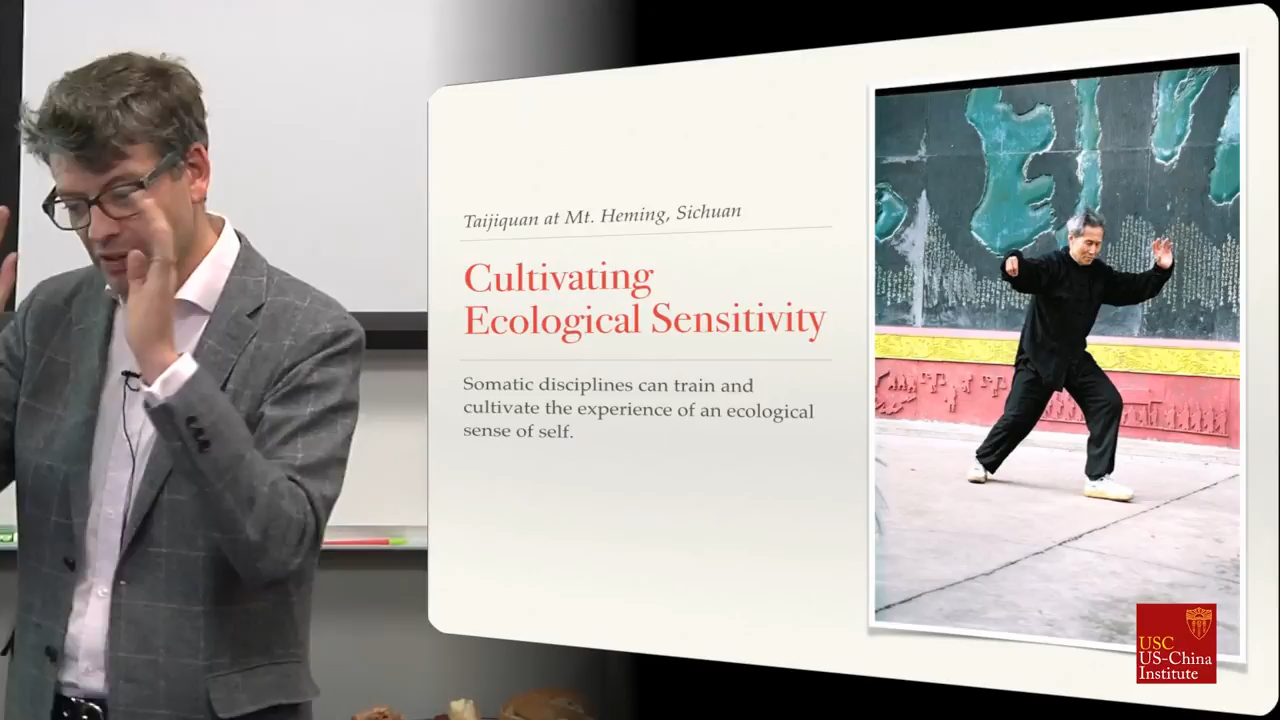 Taijiquan at Mt. Heming, Sichuan
Cultivating
Ecological Sensitivity
Somatic disciplines can train and
cultivate the experience of an ecological
sense of self.
USC
US-China
Institute